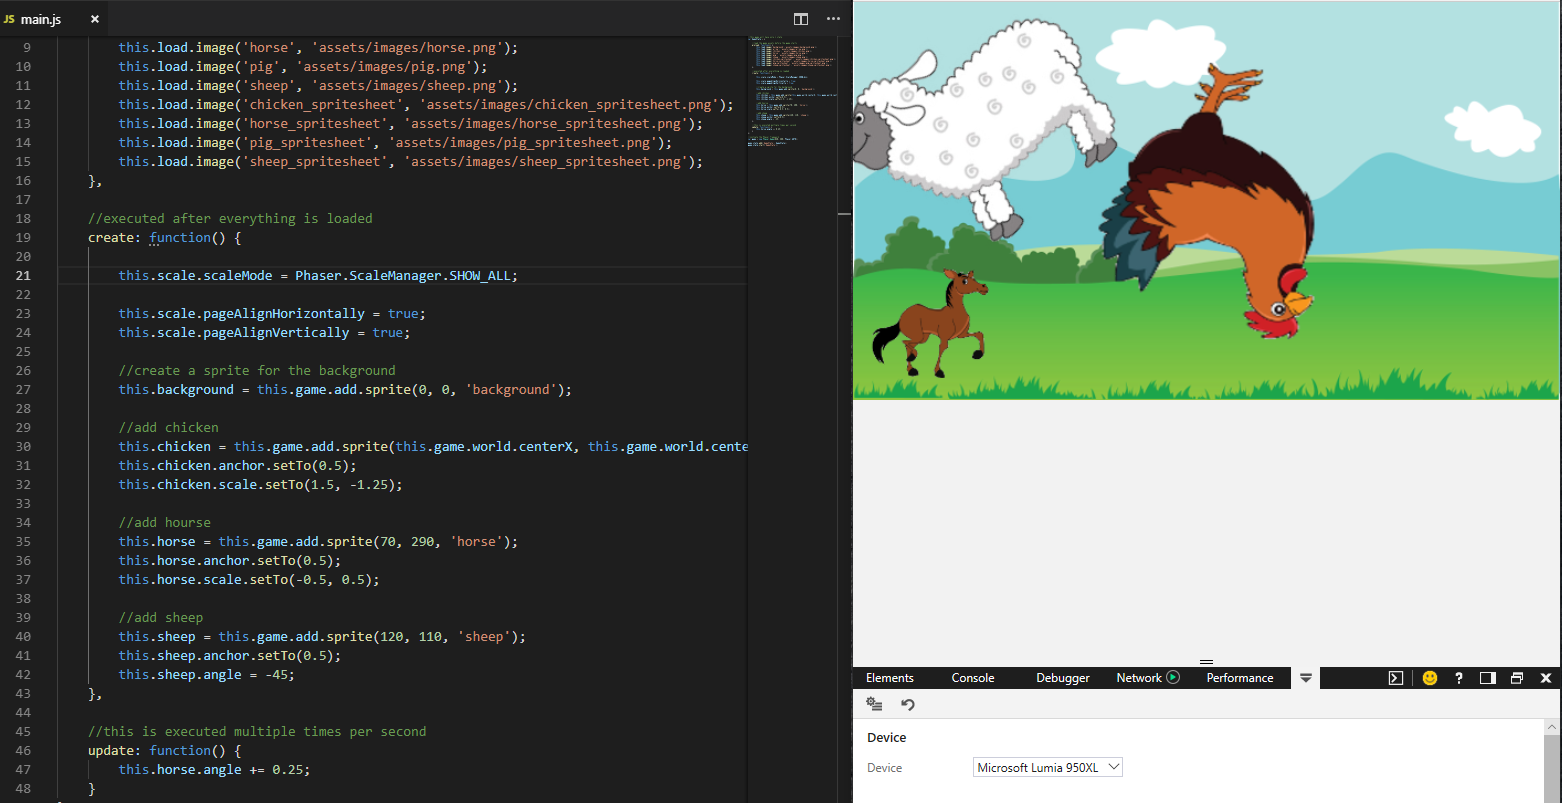 JS main.js ×
9 this.load.image('horse', 'assets/images/horse.png');
10 this.load.image('pig', 'assets/images/pig.png');
11 this.load.image('sheep', 'assets/images/sheep.png');
12 this.load.image('chicken_spritesheet', 'assets/images/chicken_spritesheet.png');
13 this.load.image('horse_spritesheet', 'assets/images/horse_spritesheet.png');
14 this.load.image('pig_spritesheet', 'assets/images/pig_spritesheet.png');
15 this.load.image('sheep_spritesheet', 'assets/images/sheep_spritesheet.png');
16 },
17
18 //executed after everything is loaded
19 create: function() {
20
21 this.scale.scaleMode = Phaser.ScaleManager.SHOW_ALL;
22
23 this.scale.pageAlignHorizontally = true;
24 this.scale.pageAlignVertically = true;
25
26 //create a sprite for the background
27 this.background = this.game.add.sprite(0, 0, 'background');
28
29 //add chicken
30 this.chicken = this.game.add.sprite(this.game.world.centerX, this.game.world.cente
31 this.chicken.anchor.setTo(0.5);
32 this.chicken.scale.setTo(1.5, -1.25);
33
34 //add hourse
35 this.horse = this.game.add.sprite(70, 290, 'horse');
36 this.horse.anchor.setTo(0.5);
37 this.horse.scale.setTo(-0.5, 0.5);
38
39 //add sheep
40 this.sheep = this.game.add.sprite(120, 110, 'sheep');
41 this.sheep.anchor.setTo(0.5);
42 this.sheep.angle = -45;
43 },
44
45 //this is executed multiple times per second
46 update: function() {
47 this.horse.angle += 0.25;
48 }
Elements Console Debugger Network Performance
Device
Device Microsoft Lumia 950XL